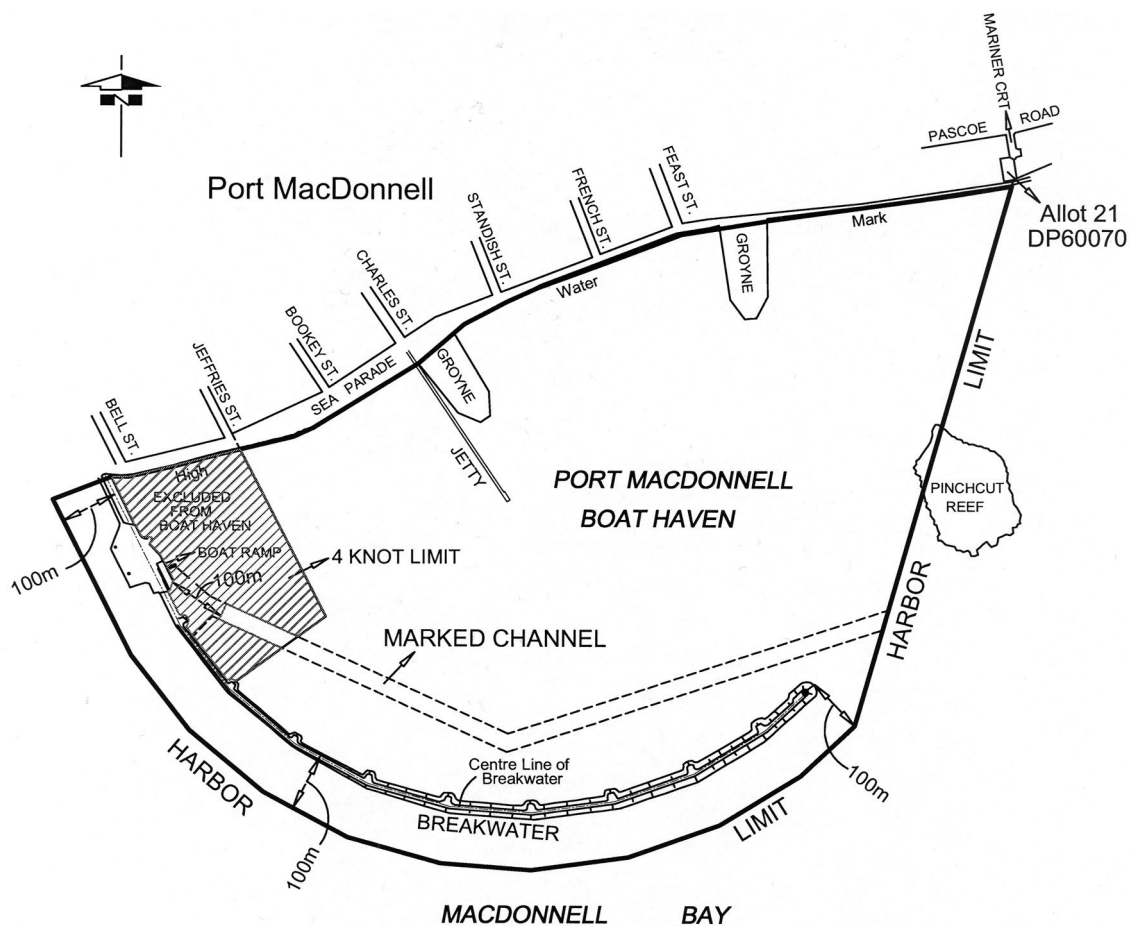 MARINER CRT
PASCOE ROAD
N
Port MacDonnell
FEAST ST.
FRENCH ST.
STANDISH ST.
CHARLES ST.
BOOKEY ST.
JEFFRIES ST.
BELL ST.
Allot 21
DP60070
Mark
Water
High
GROYNE
GROYNE
SEA PARADE
JETTY
LIMIT
PINCHCUT
REEF
PORT MACDONNELL
BOAT HAVEN
EXCLUDED
FROM
BOAT HAVEN
BOAT RAMP
100m
100m
4 KNOT LIMIT
MARKED CHANNEL
HARBOR
HARBOR
Centre Line of
Breakwater
BREAKWATER
100m
100m
LIMIT
MACDONNELL BAY